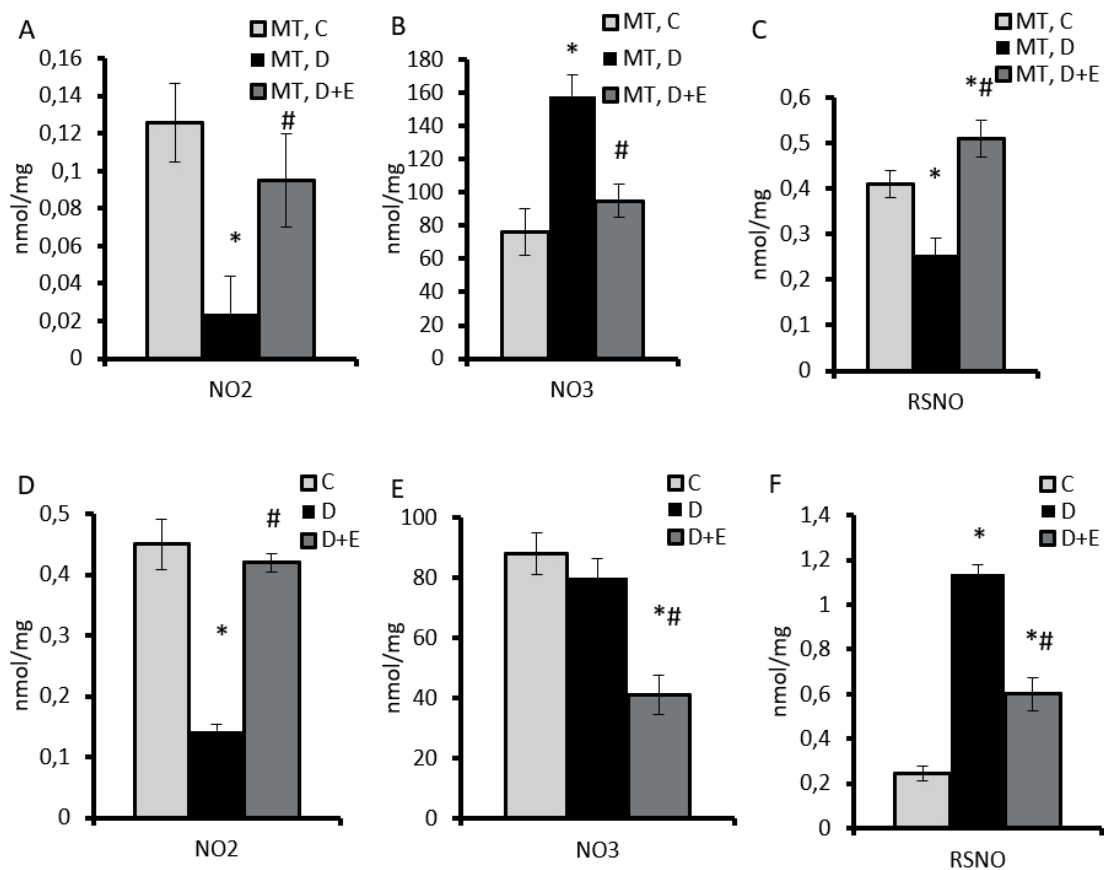 A
MT, C
MT, D
MT, D+E
0,16
0,14
0,12
0,1
0,08
0,06
0,04
0,02
0
nmol/mg
*
#
NO2
B
MT, C
MT, D
MT, D+E
180
160
140
120
100
80
60
40
20
0
nmol/mg
*
#
NO3
C
MT, C
MT, D
MT, D+E
0,6
0,5
0,4
0,3
0,2
0,1
0
nmol/mg
*
*#
RSNO
D
C
D
D+E
0,5
0,4
0,3
0,2
0,1
0
nmol/mg
*
#
NO2
E
C
D
D+E
100
80
60
40
20
0
nmol/mg
*#
NO3
F
C
D
D+E
1,4
1,2
1
0,8
0,6
0,4
0,2
0
nmol/mg
*
*#
RSNO